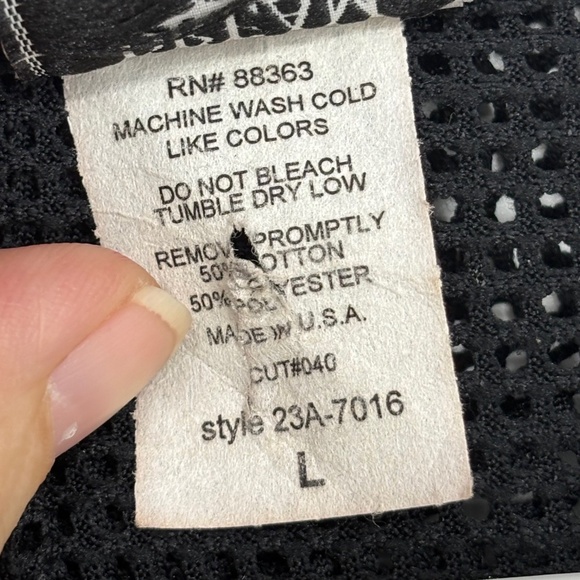 RN# 88363
MACHINE WASH COLD
LIKE COLORS
DO NOT BLEACH
TUMBLE DRY LOW
REMOVE PROMPTLY
50% COTTON
50% POLYESTER
MADE IN U.S.A.
CUT#040
style 23A-7016
L